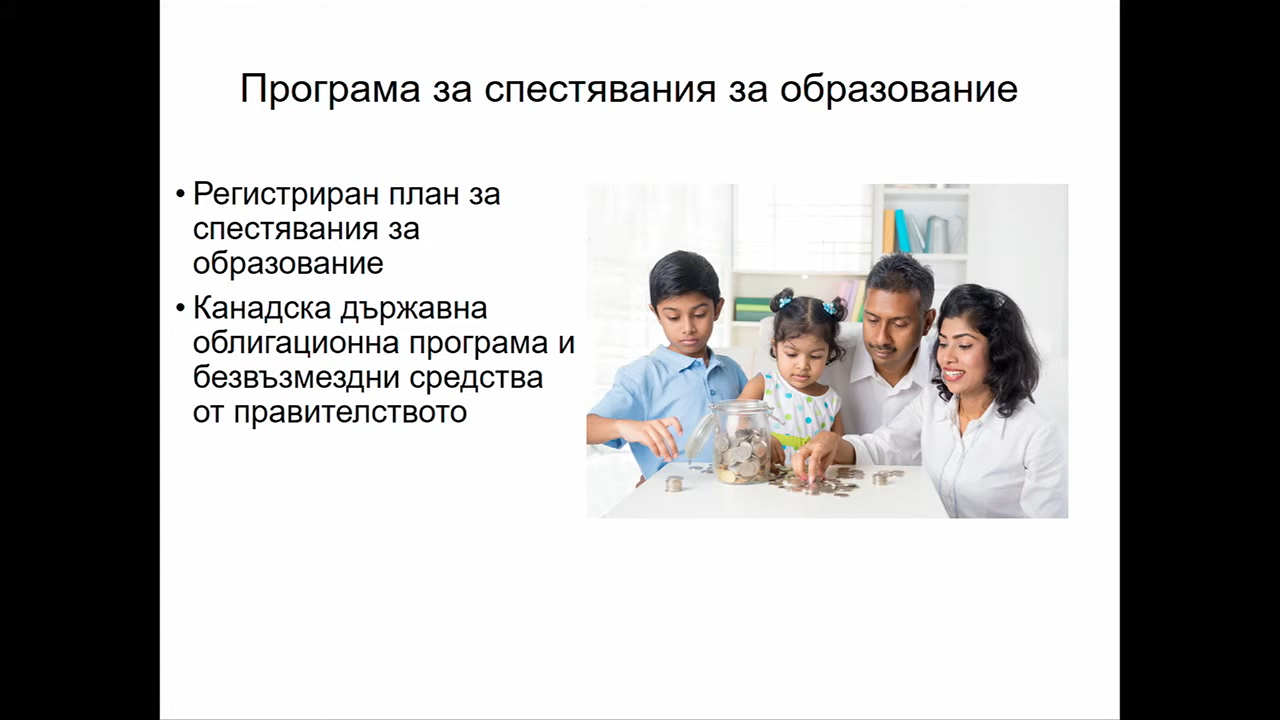 Програма за спестявания за образование
• Регистриран план за
спестявания за
образование
• Канадска държавна
облигационна програма и
безвъзмездни средства
от правителството